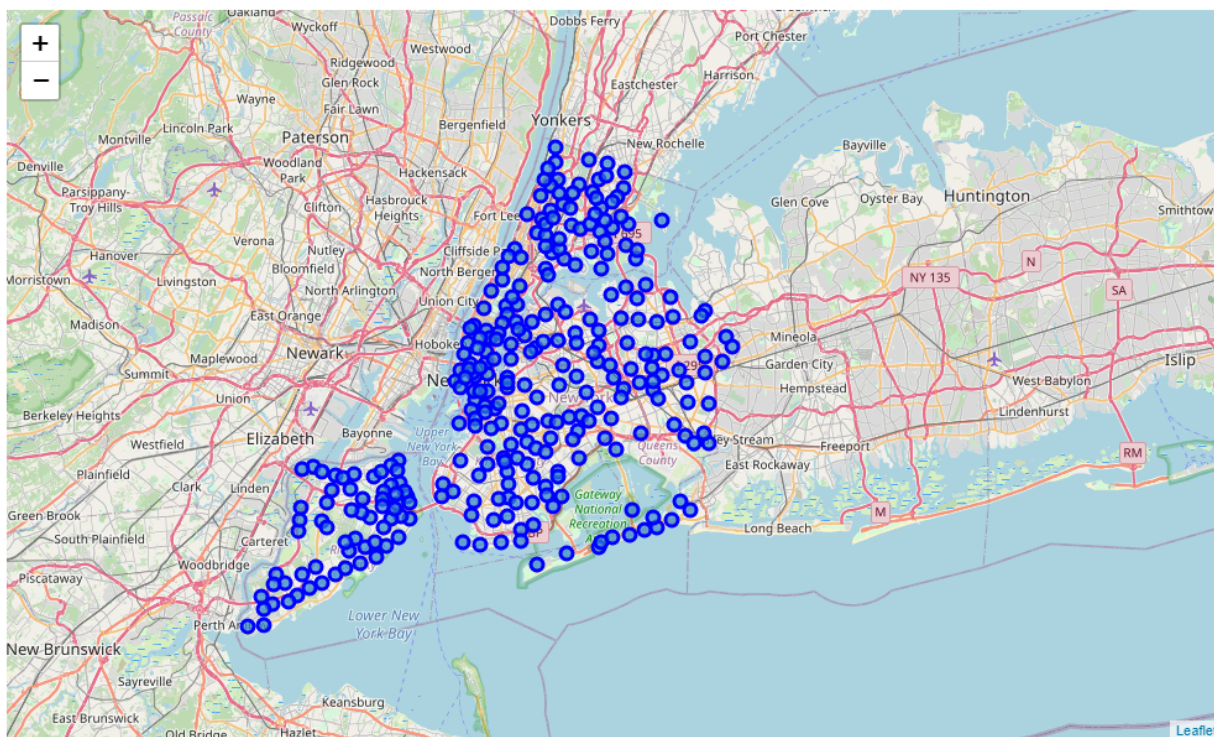 Oakland
Passaic
County
Wyckoff
Dobbs Ferry
Port Chester
+
−
Westwood
Ridgewood
Glen Rock
Eastchester
Harrison
Wayne
Fair Lawn
Bergenfield
Yonkers
Lincoln Park
Paterson
Montville
New Rochelle
Bayville
Denville
Woodland
Park
Hackensack
Huntington
Parsippany-
Troy Hills
Clifton
Hasbrouck
Heights
Glen Cove
Oyster Bay
Fort Lee
Smithtow
Verona
Nutley
Cliffside
695
Hanover
Bloomfield
North Bergen
N
Morristown
Livingston
North Arlington
NY 135
SA
Union City
East Orange
Madison
Mineola
Newark
Hoboken
Maplewood
Islip
Summit
Garden City
Hempstead
West Babylon
Union
New York
Lindenhurst
Berkeley Heights
Elizabeth
Bayonne
Upper
New York
Bay
Queens
County
Westfield
Freeport
Plainfield
East Rockaway
RM
Clark
Linden
Gateway
National
Recreation
Green Brook
M
Long Beach
South Plainfield
Carteret
Woodbridge
Piscataway
Lower New
York Bay
Perth
New Brunswick
Sayreville
Keansburg
East Brunswick
Old Bridge
Hazlet
Leaflet